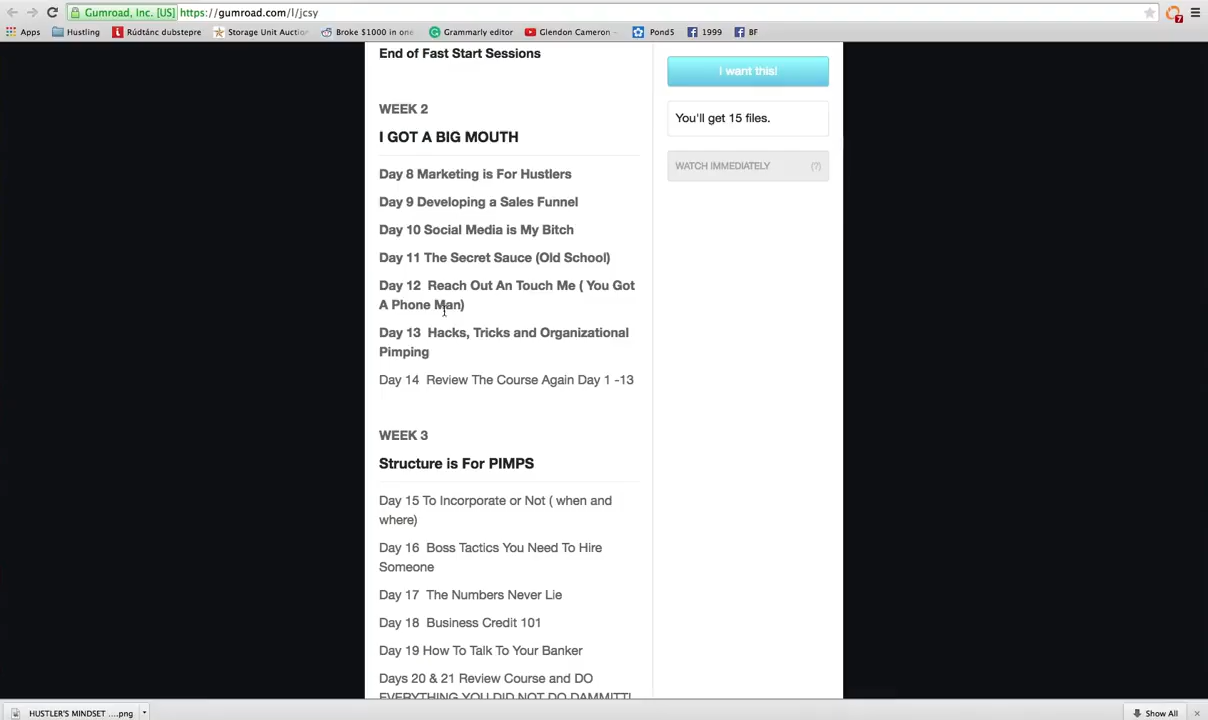 Gumroad, Inc. [US] https://gumroad.com/l/jcsy
7
Apps Hustling Rúdtánc dubstepre Storage Unit Auctio Broke $1000 in one Grammarly editor Glendon Cameron - Pond5 1999 BF
End of Fast Start Sessions
I want this!
You'll get 15 files.
WATCH IMMEDIATELY (?)
WEEK 2
I GOT A BIG MOUTH
Day 8 Marketing is For Hustlers
Day 9 Developing a Sales Funnel
Day 10 Social Media is My Bitch
Day 11 The Secret Sauce (Old School)
Day 12 Reach Out An Touch Me ( You Got
A Phone Man)
Day 13 Hacks, Tricks and Organizational
Pimping
Day 14 Review The Course Again Day 1 -13
WEEK 3
Structure is For PIMPS
Day 15 To Incorporate or Not ( when and
where)
Day 16 Boss Tactics You Need To Hire
Someone
Day 17 The Numbers Never Lie
Day 18 Business Credit 101
Day 19 How To Talk To Your Banker
Days 20 & 21 Review Course and DO
EVERYTHING YOU DID NOT DO DAMMIT!
HUSTLER'S MINDSET ....png
Show All